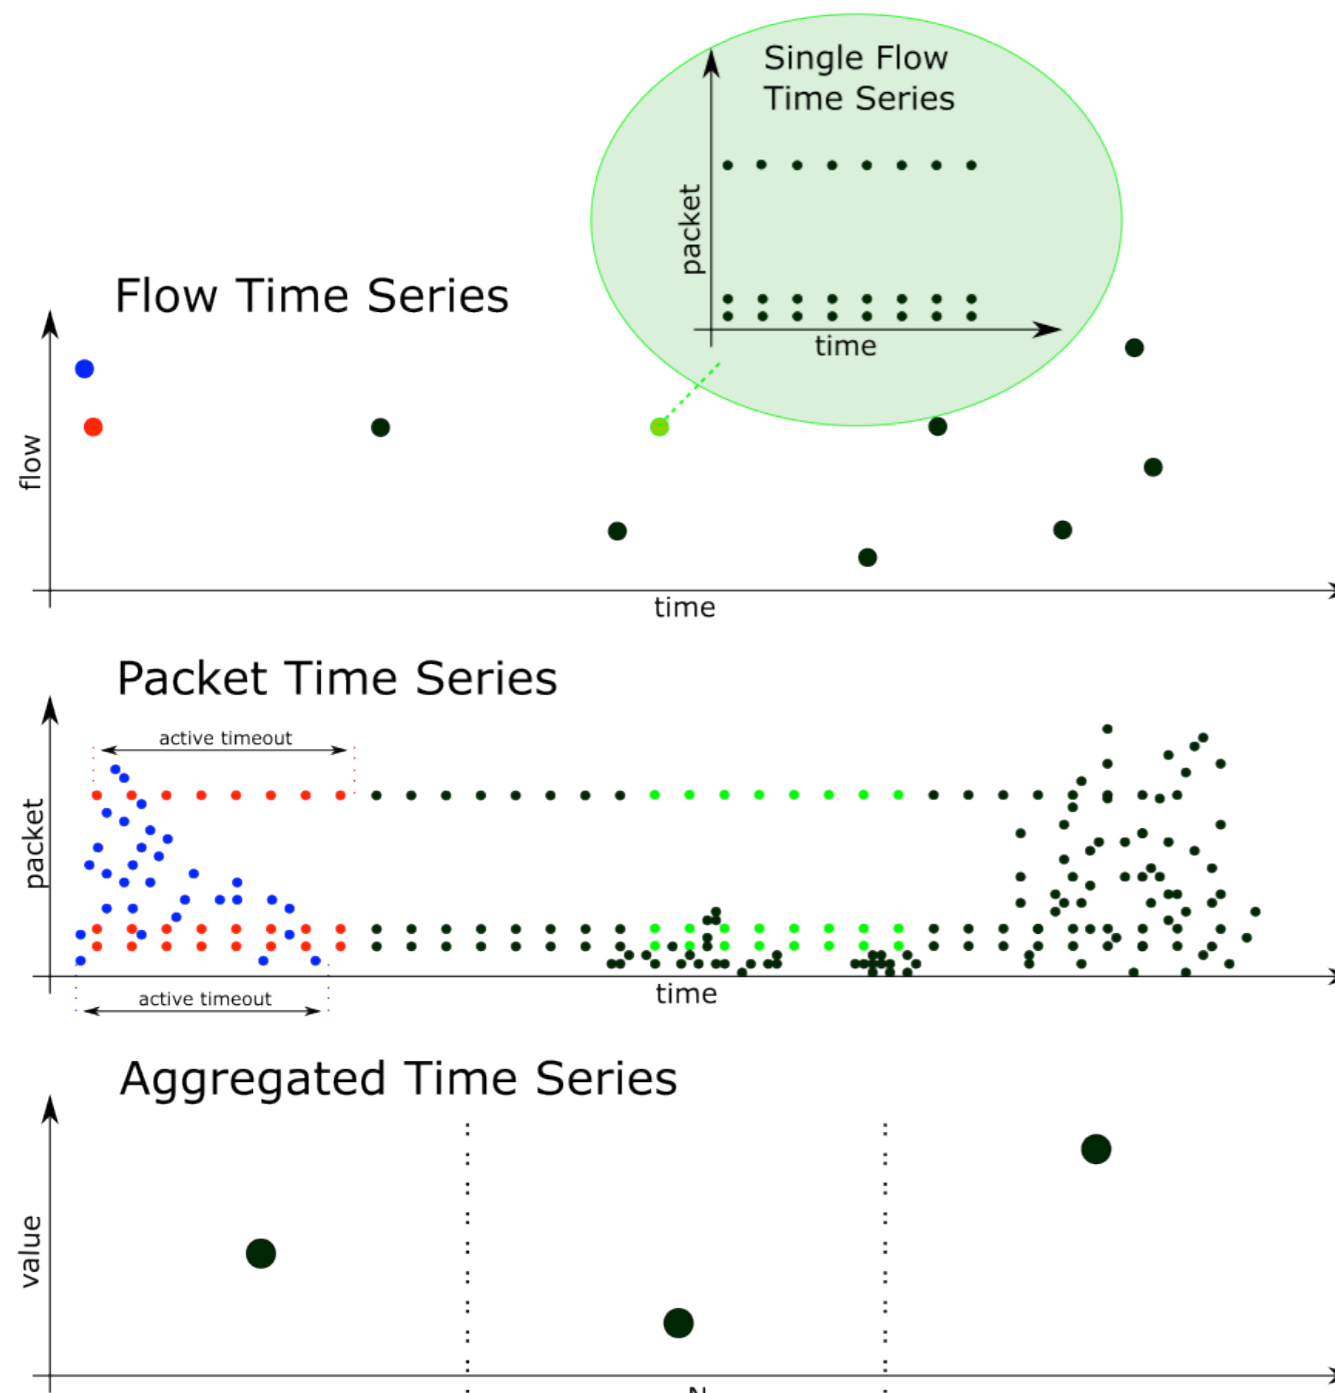 Single Flow
Time Series
packet
time
Flow Time Series
flow
time
Packet Time Series
active timeout
packet
active timeout
time
Aggregated Time Series
value